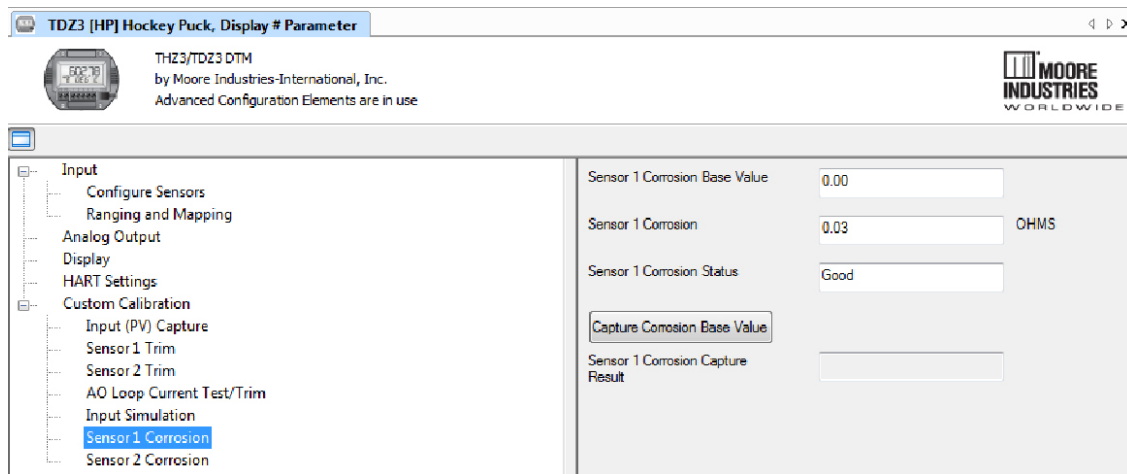 TDZ3 [HP] Hockey Puck, Display # Parameter
THZ3/TDZ3 DTM
by Moore Industries-International, Inc.
Advanced Configuration Elements are in use
MOORE
INDUSTRIES
WORLDWIDE
Input
Configure Sensors
Ranging and Mapping
Analog Output
Display
HART Settings
Custom Calibration
Input (PV) Capture
Sensor 1 Trim
Sensor 2 Trim
AO Loop Current Test/Trim
Input Simulation
Sensor 1 Corrosion
Sensor 2 Corrosion
Sensor 1 Corrosion Base Value 0.00
Sensor 1 Corrosion 0.03 OHMS
Sensor 1 Corrosion Status Good
Capture Corrosion Base Value
Sensor 1 Corrosion Capture
Result